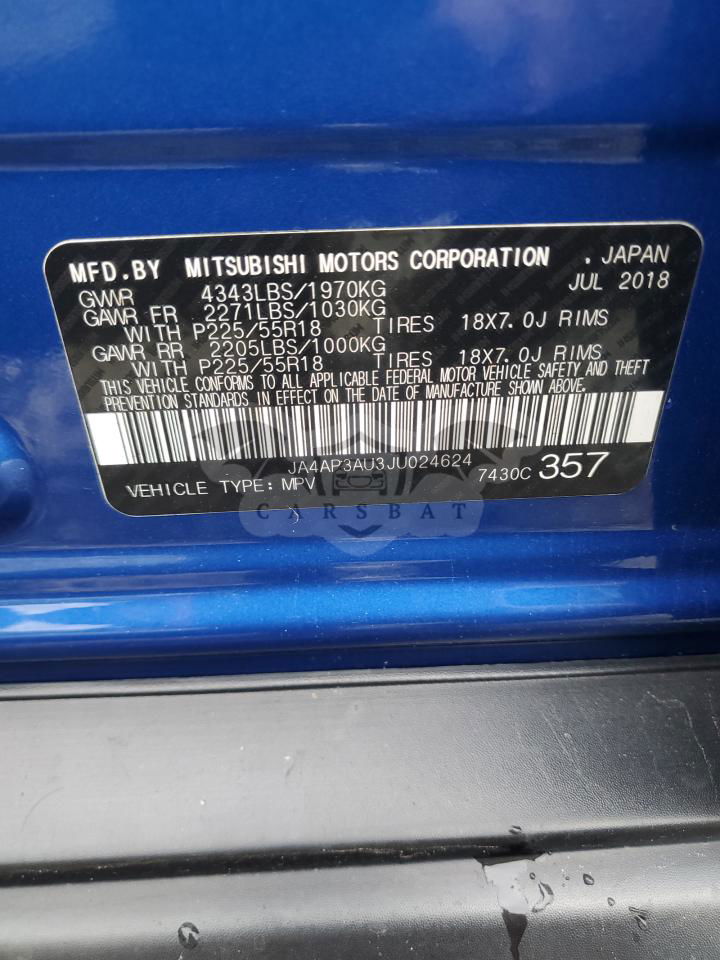 MFD.BY MITSUBISHI MOTORS CORPORATION . JAPAN
GWWR 4343LBS/1970KG JUL 2018
GAWR FR 2271LBS/1030KG
WITH P225/55R18 TIRES 18X7.0J RIMS
GAWR RR 2205LBS/1000KG
WITH P225/55R18 TIRES 18X7.0J RIMS
THIS VEHICLE CONFORMS TO ALL APPLICABLE FEDERAL MOTOR VEHICLE SAFETY AND THEFT
PREVENTION STANDARDS IN EFFECT ON THE DATE OF MANUFACTURE SHOWN ABOVE.
JA4AP3AU3JU024624
VEHICLE TYPE: MPV 7430C 357
CARSBAT